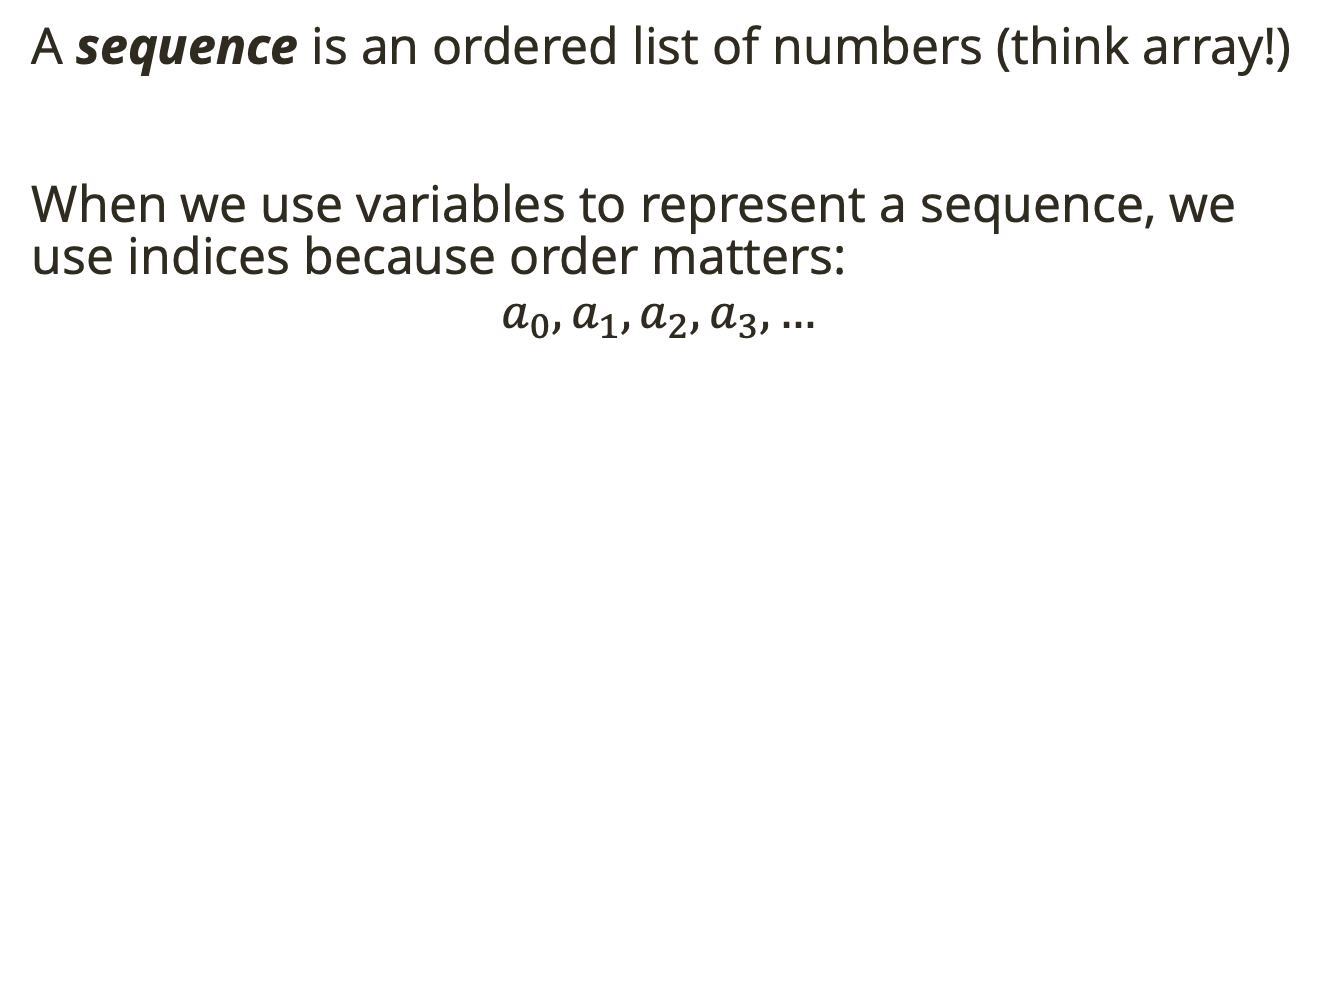 A sequence is an ordered list of numbers (think array!)
When we use variables to represent a sequence, we
use indices because order matters:
a₀, a₁, a₂, a₃, …